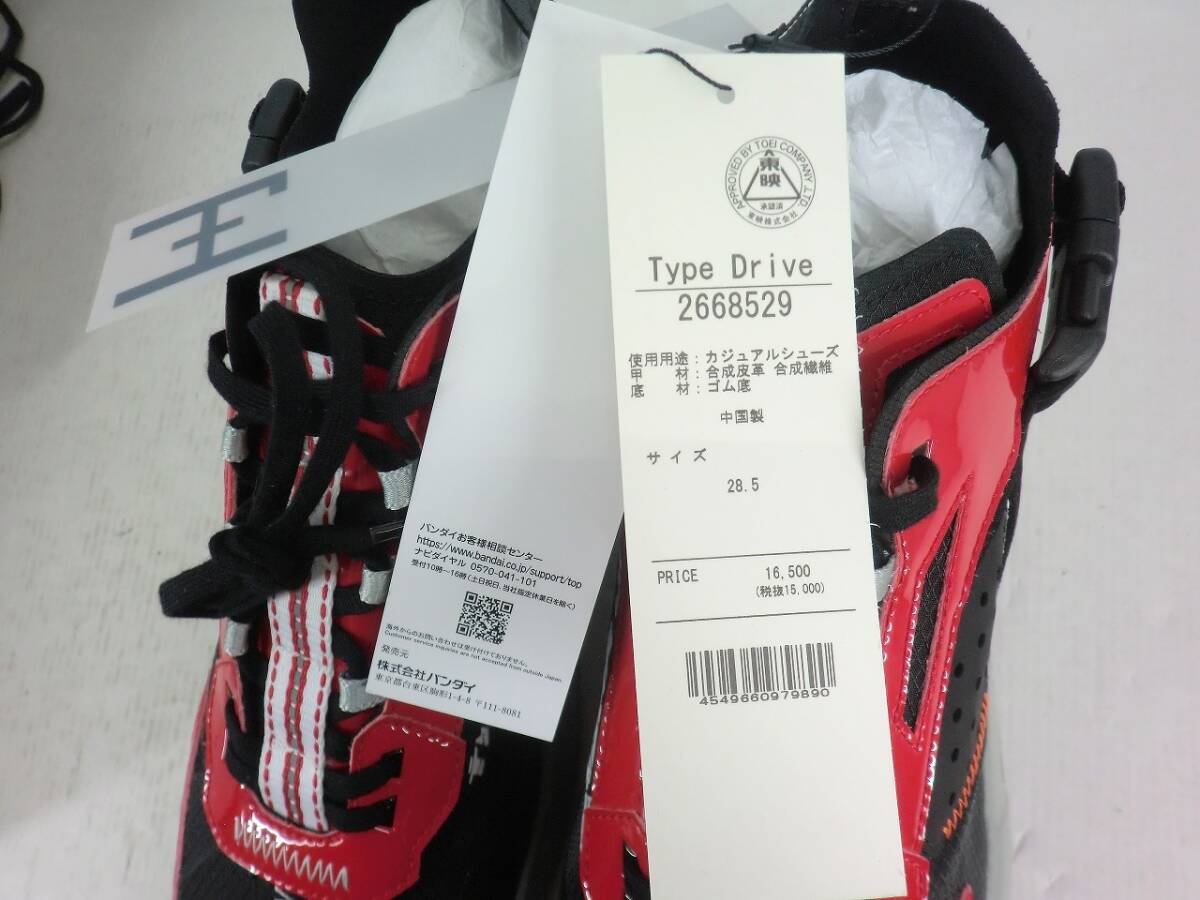 APPROVED BY TOEI COMPANY, LTD.
東映
承認済
東映株式会社
Type Drive
2668529
使用用途：カジュアルシューズ
甲　材：合成皮革 合成繊維
底　材：ゴム底
中国製
サイズ
28.5
PRICE 16,500
(税抜15,000)
4549660979890
バンダイお客様相談センター
https://www.bandai.co.jp/support/top
ナビダイヤル 0570-041-101
受付10時～16時(土日祝日、当社指定休業日を除く)
海外からのお問い合わせは受け付けておりません。
Customer service inquiries are not accepted from outside Japan.
発売元
株式会社バンダイ
東京都台東区駒形1-4-8 〒111-8081